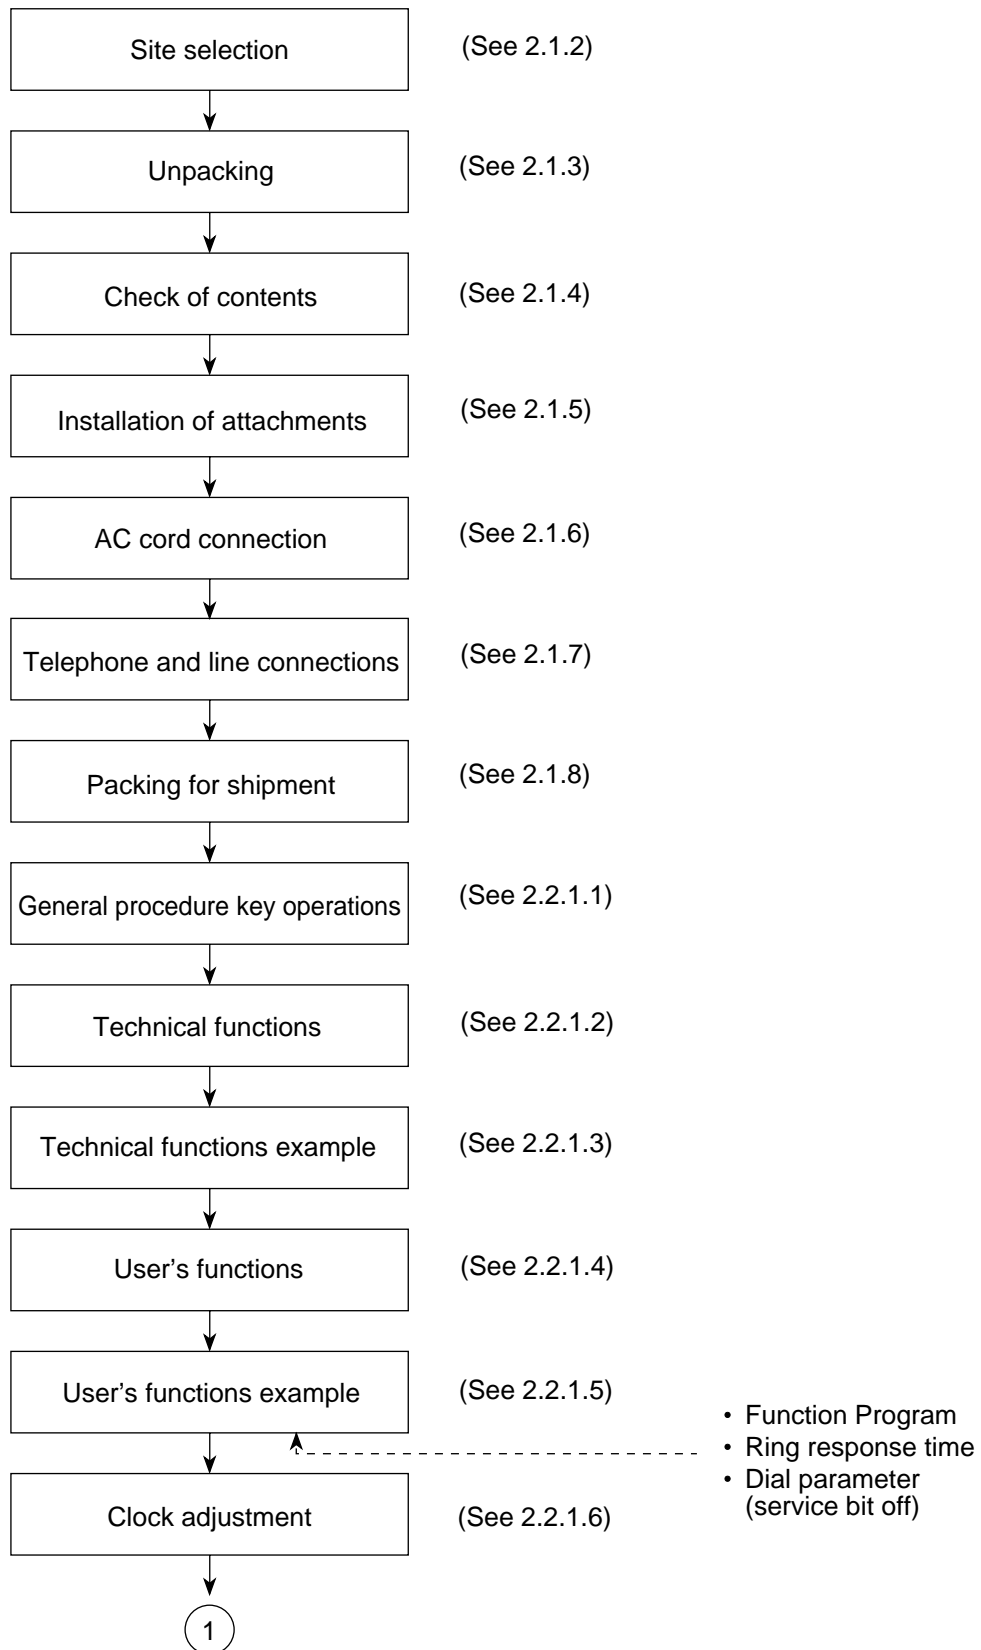 Site selection (See 2.1.2)
Unpacking (See 2.1.3)
Check of contents (See 2.1.4)
Installation of attachments (See 2.1.5)
AC cord connection (See 2.1.6)
Telephone and line connections (See 2.1.7)
Packing for shipment (See 2.1.8)
General procedure key operations (See 2.2.1.1)
Technical functions (See 2.2.1.2)
Technical functions example (See 2.2.1.3)
User’s functions (See 2.2.1.4)
User’s functions example (See 2.2.1.5)
• Function Program
• Ring response time
• Dial parameter
(service bit off)
Clock adjustment (See 2.2.1.6)
1